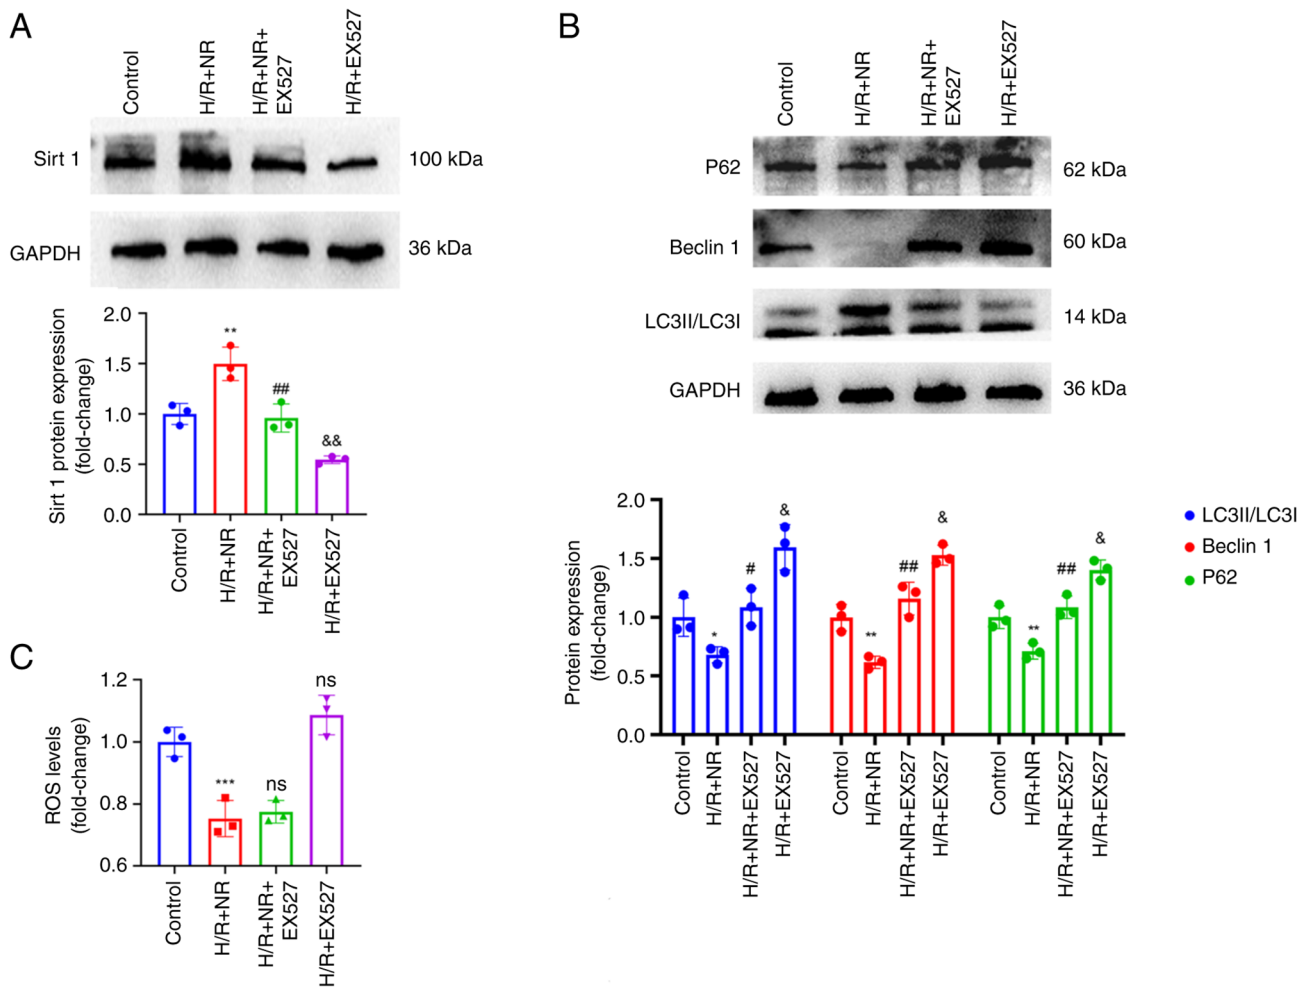 A
Control
H/R+NR
H/R+NR+
EX527
H/R+EX527
Sirt 1
100 kDa
GAPDH
36 kDa
Sirt 1 protein expression
(fold-change)
2.0
1.5
1.0
0.5
0.0
**
##
&&
Control
H/R+NR
H/R+NR+
EX527
H/R+EX527
B
Control
H/R+NR
H/R+NR+
EX527
H/R+EX527
P62
62 kDa
Beclin 1
60 kDa
LC3II/LC3I
14 kDa
GAPDH
36 kDa
Protein expression
(fold-change)
2.0
1.5
1.0
0.5
0.0
*
#
&
**
##
&
**
##
&
Control
H/R+NR
H/R+NR+EX527
H/R+EX527
Control
H/R+NR
H/R+NR+EX527
H/R+EX527
Control
H/R+NR
H/R+NR+EX527
H/R+EX527
LC3II/LC3I
Beclin 1
P62
C
ROS levels
(fold-change)
1.2
1.0
0.8
0.6
***
ns
ns
Control
H/R+NR
H/R+NR+
EX527
H/R+EX527